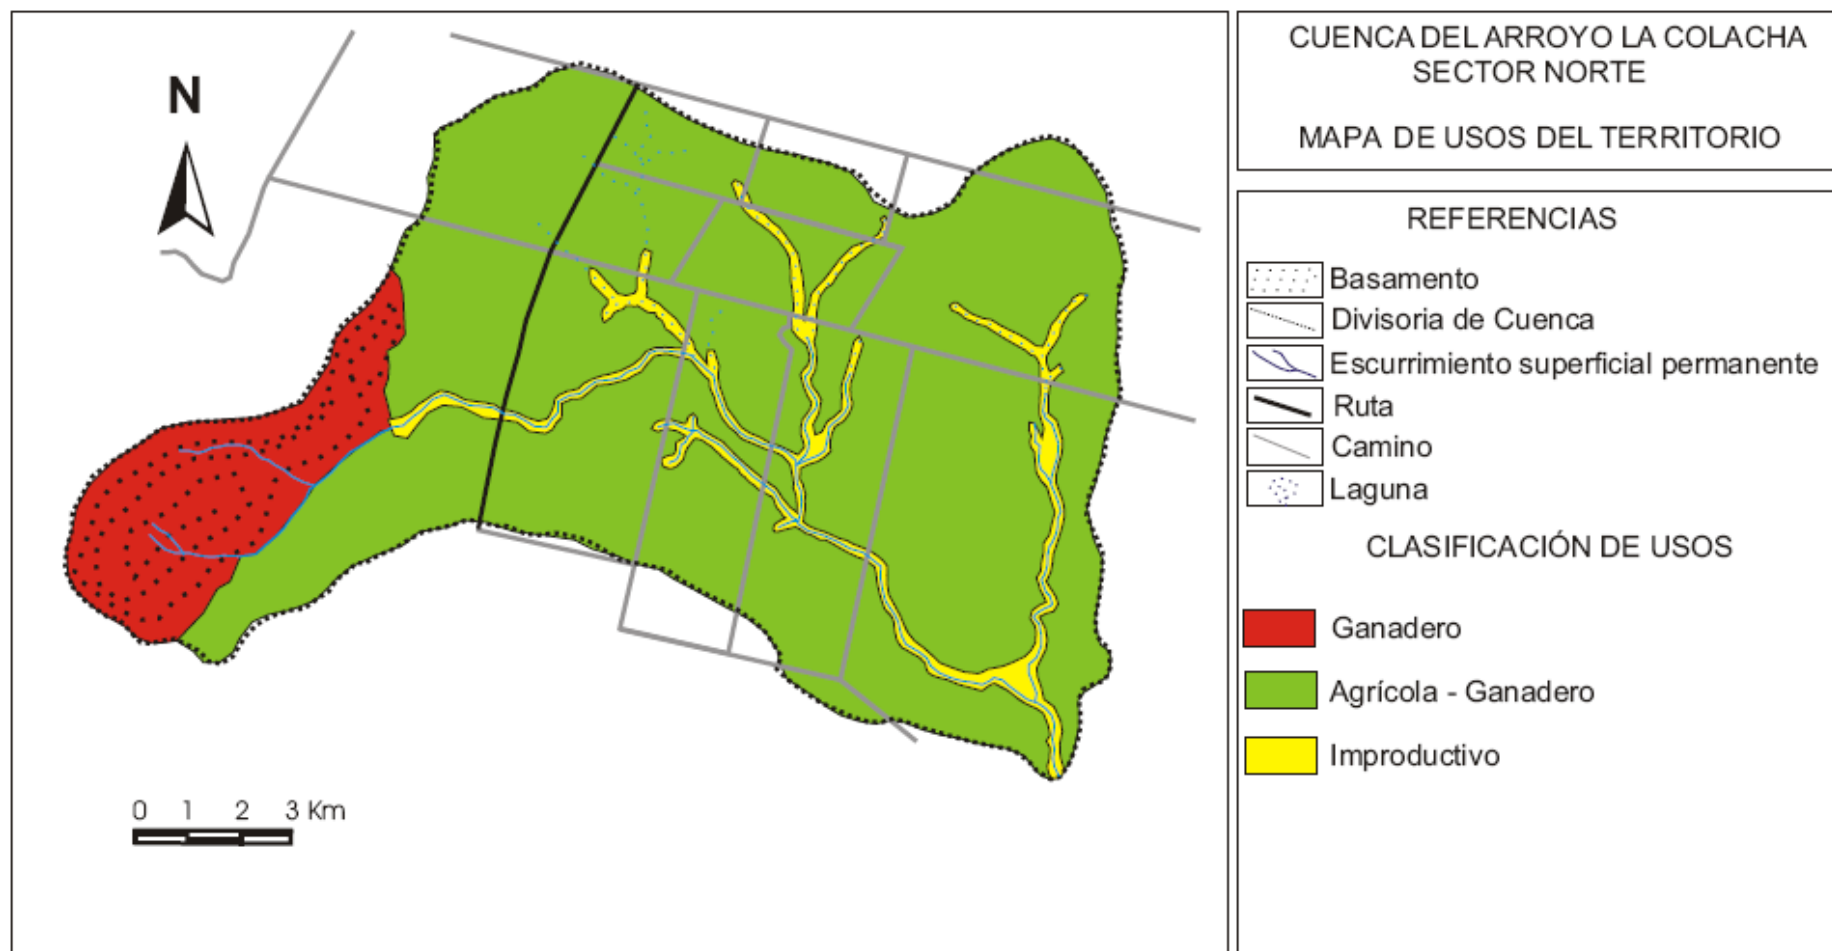 CUENCA DEL ARROYO LA COLACHA
SECTOR NORTE
MAPA DE USOS DEL TERRITORIO
N
REFERENCIAS
Basamento
Divisoria de Cuenca
Escurrimiento superficial permanente
Ruta
Camino
Laguna
CLASIFICACIÓN DE USOS
Ganadero
Agrícola - Ganadero
Improductivo
0 1 2 3 Km